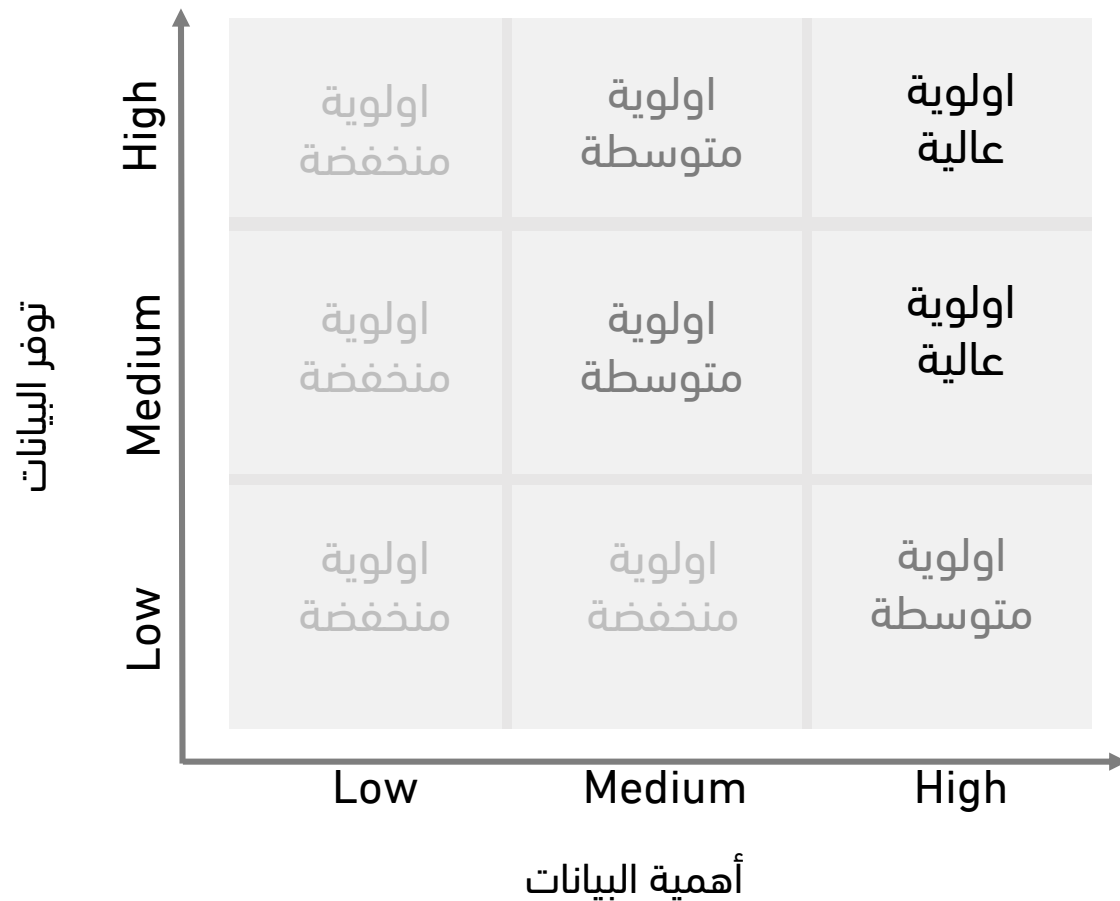 High
اولوية
منخفضة
اولوية
متوسطة
اولوية
عالية
Medium
اولوية
منخفضة
اولوية
متوسطة
اولوية
عالية
Low
اولوية
منخفضة
اولوية
منخفضة
اولوية
متوسطة
توفر البيانات
Low
Medium
High
أهمية البيانات